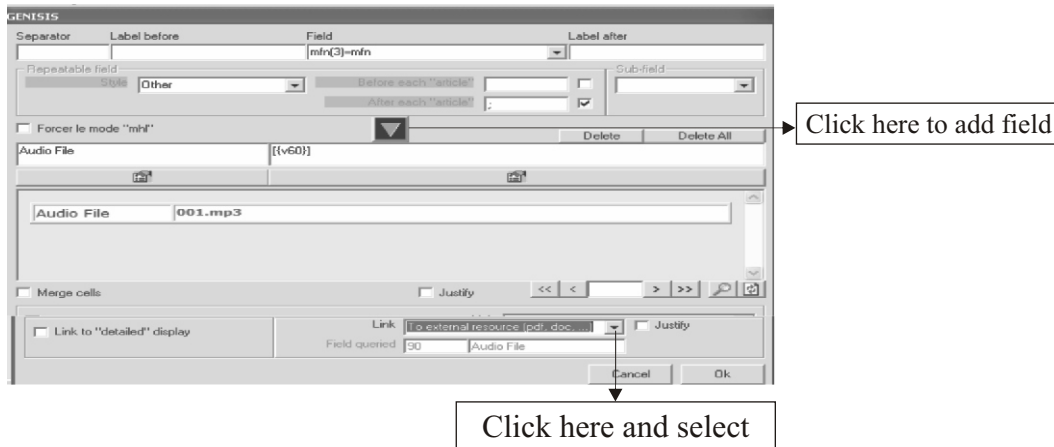 GENISIS
Separator Label before Field Label after
mfn(3)=mfn
Repeatable field Sub-field
Style Other Before each "article"
After each "article" ;
Forcer le mode "mhf" Delete Delete All
Click here to add field
Audio File [{v60}]
Audio File 001.mp3
Merge cells Justify << < > >>
Link to "detailed" display Link To external resource (pdf, doc, ...) Justify
Field queried 90 Audio File
Cancel Ok
Click here and select